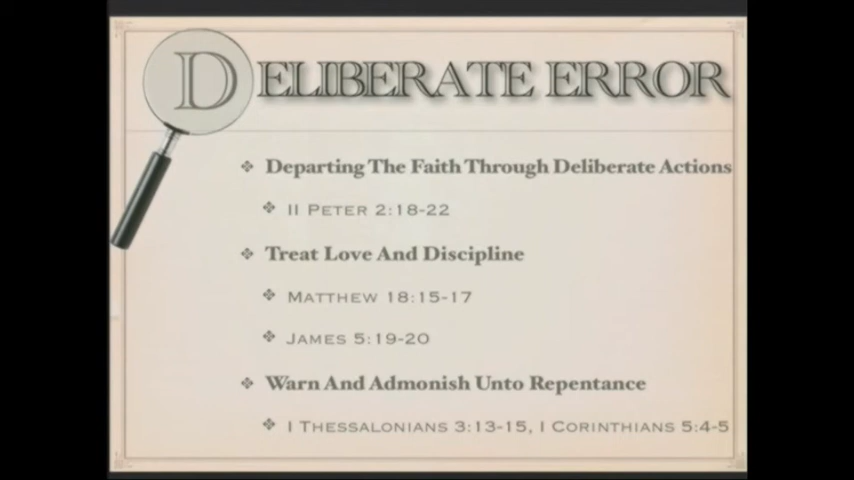 DELIBERATE ERROR
Departing The Faith Through Deliberate Actions
II PETER 2:18-22
Treat Love And Discipline
MATTHEW 18:15-17
JAMES 5:19-20
Warn And Admonish Unto Repentance
I THESSALONIANS 3:13-15, I CORINTHIANS 5:4-5